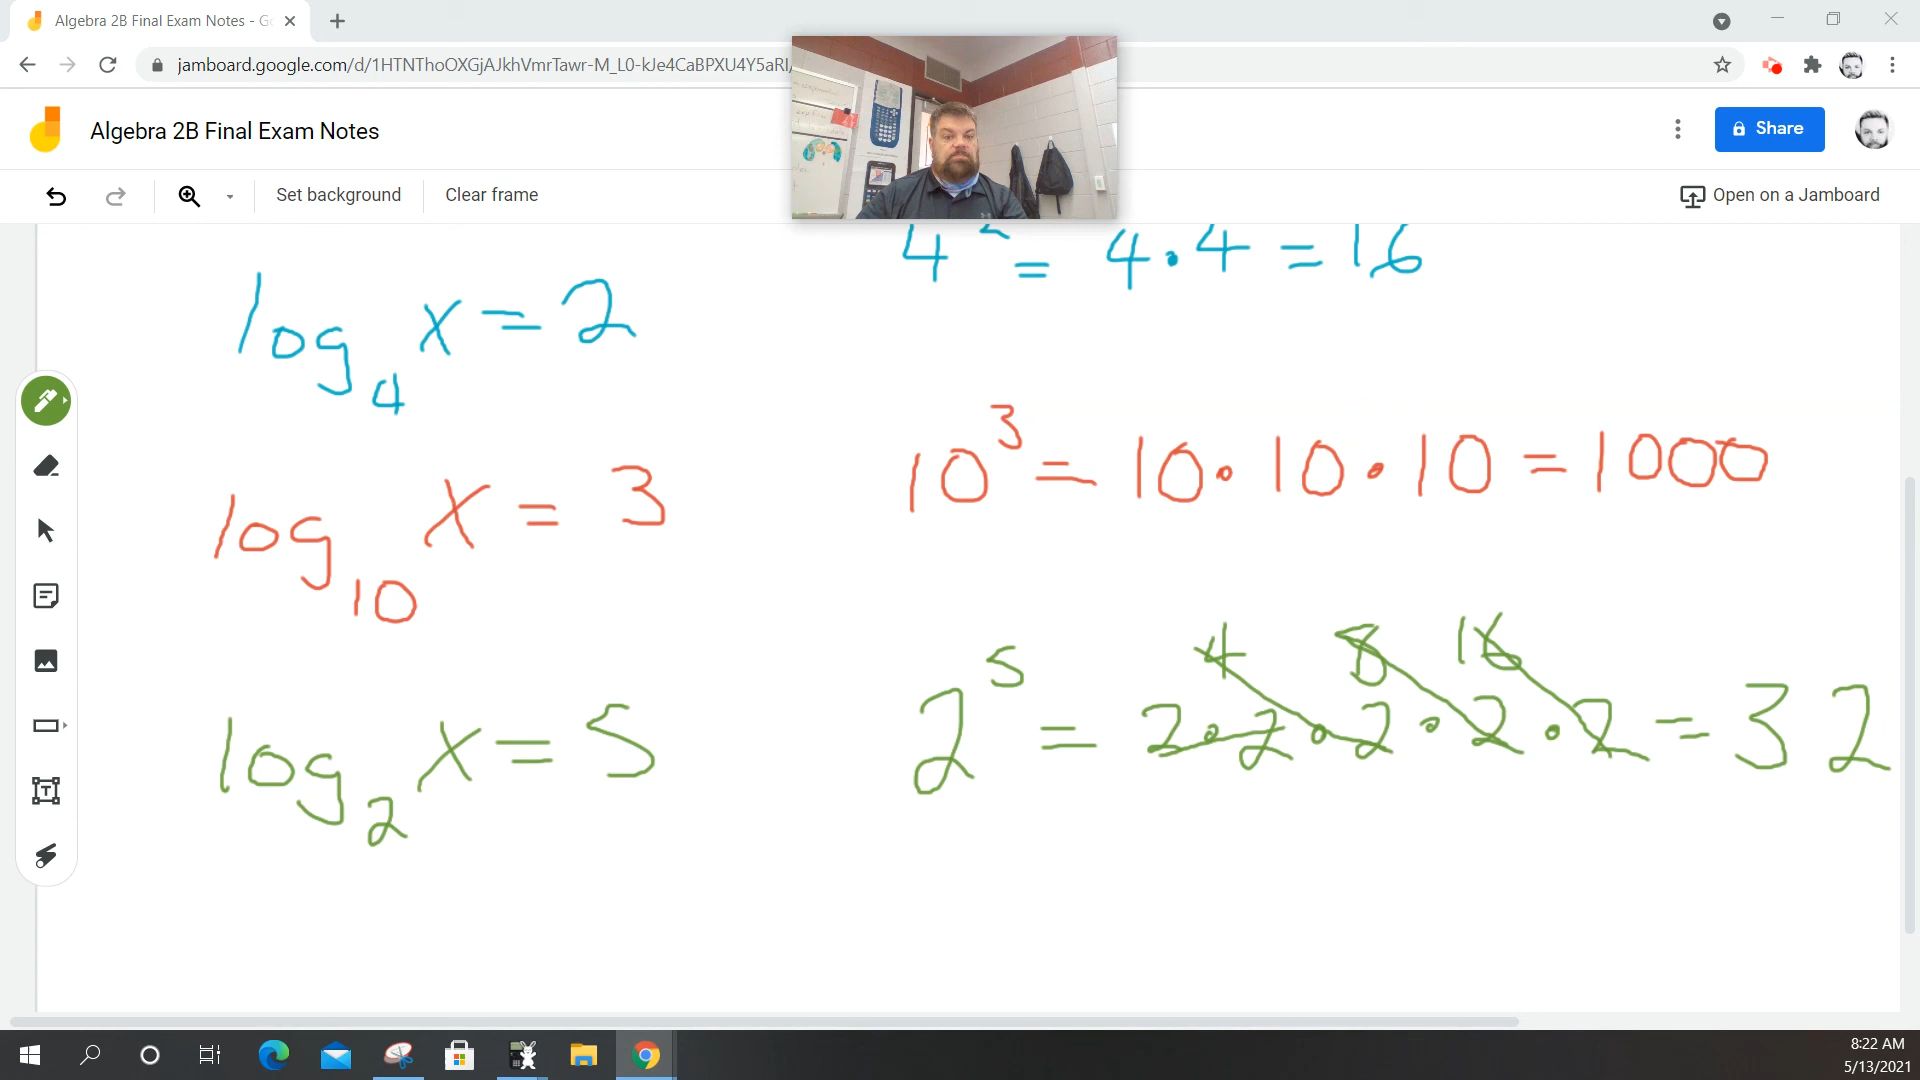 Algebra 2B Final Exam Notes - Go
jamboard.google.com/d/1HTNThoOXGjAJkhVmrTawr-M_L0-kJe4CaBPXU4Y5aRI/
Algebra 2B Final Exam Notes
Share
Set background
Clear frame
Open on a Jamboard
4² = 4·4 = 16
log₄ x = 2
10³ = 10·10·10 = 1000
log₁₀ x = 3
4 8 16
2⁵ = 2·2·2·2·2 = 32
log₂ x = 5
8:22 AM
5/13/2021